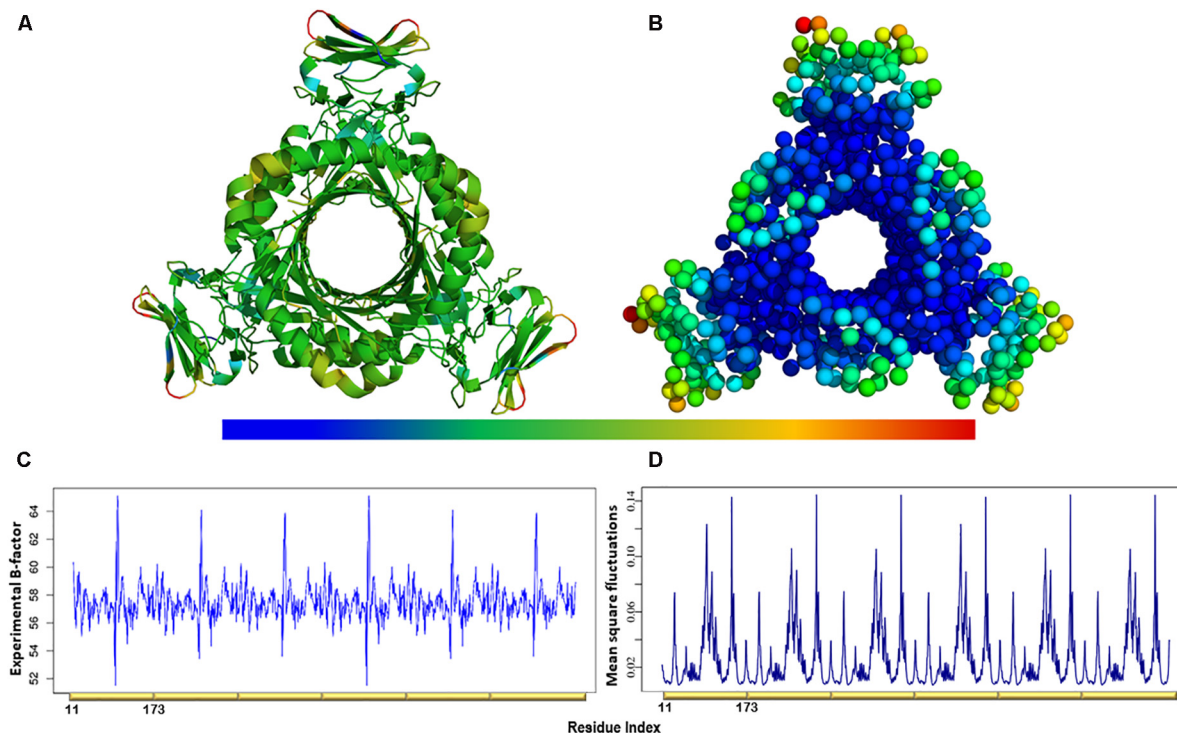 A
B
C
D
Experimental B-factor
64
62
60
58
56
54
52
11
173
Mean square fluctuations
0.14
0.10
0.06
0.02
11
173
Residue Index